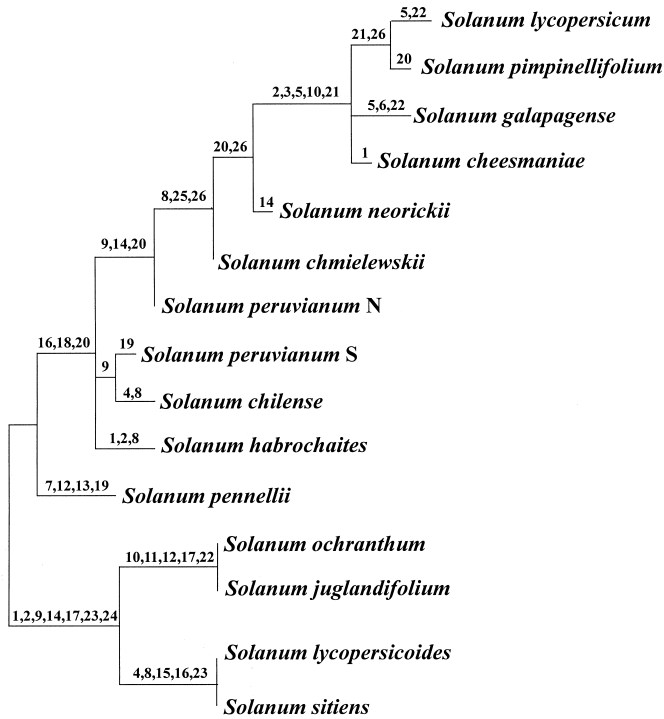 5,22
Solanum lycopersicum
21,26
20
Solanum pimpinellifolium
2,3,5,10,21
5,6,22
Solanum galapagense
1
Solanum cheesmaniae
20,26
14
Solanum neorickii
8,25,26
Solanum chmielewskii
9,14,20
Solanum peruvianum N
16,18,20
19
Solanum peruvianum S
9
4,8
Solanum chilense
1,2,8
Solanum habrochaites
7,12,13,19
Solanum pennellii
10,11,12,17,22
Solanum ochranthum
Solanum juglandifolium
1,2,9,14,17,23,24
Solanum lycopersicoides
4,8,15,16,23
Solanum sitiens